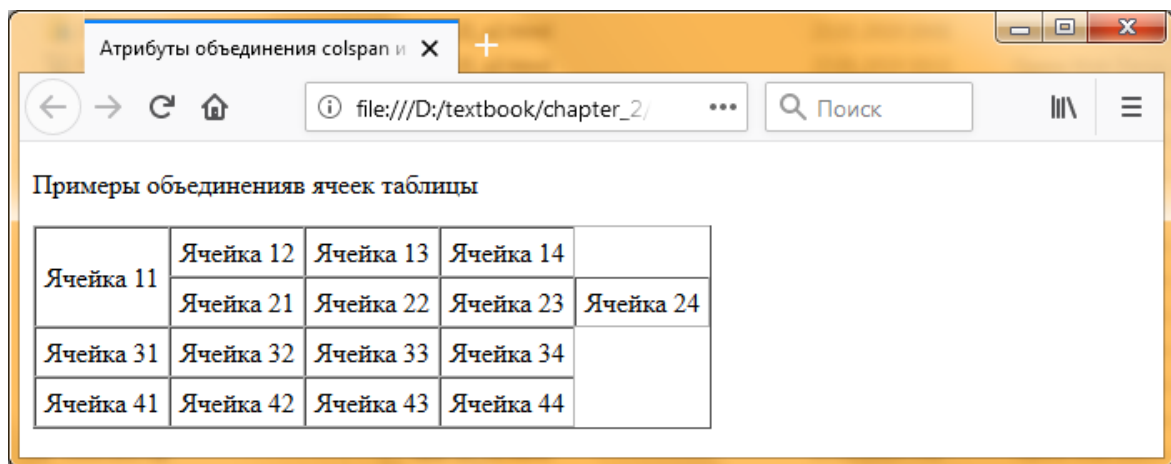 Атрибуты объединения colspan и
file:///D:/textbook/chapter_2/
Поиск
Примеры объединенияв ячеек таблицы
Ячейка 11 Ячейка 12 Ячейка 13 Ячейка 14
Ячейка 21 Ячейка 22 Ячейка 23 Ячейка 24
Ячейка 31 Ячейка 32 Ячейка 33 Ячейка 34
Ячейка 41 Ячейка 42 Ячейка 43 Ячейка 44